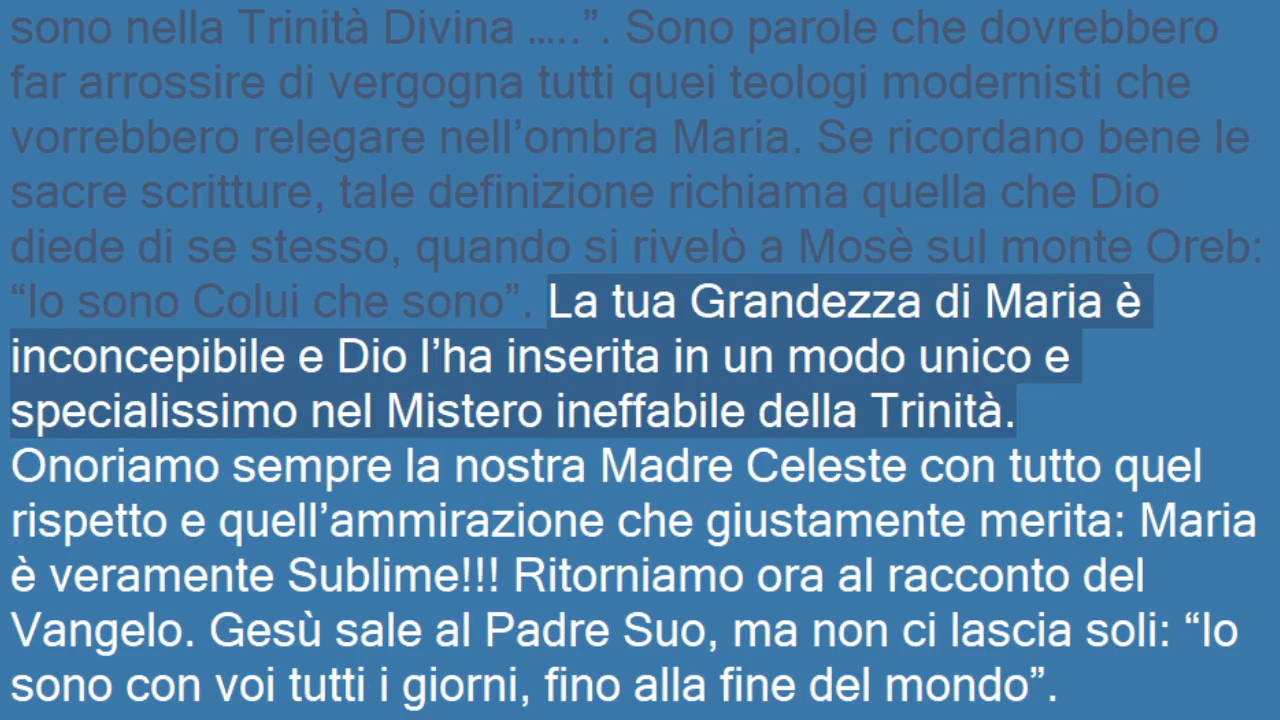 sono nella Trinità Divina .....”. Sono parole che dovrebbero
far arrossire di vergogna tutti quei teologi modernisti che
vorrebbero relegare nell’ombra Maria. Se ricordano bene le
sacre scritture, tale definizione richiama quella che Dio
diede di se stesso, quando si rivelò a Mosè sul monte Oreb:
“Io sono Colui che sono”. La tua Grandezza di Maria è
inconcepibile e Dio l’ha inserita in un modo unico e
specialissimo nel Mistero ineffabile della Trinità.
Onoriamo sempre la nostra Madre Celeste con tutto quel
rispetto e quell’ammirazione che giustamente merita: Maria
è veramente Sublime!!! Ritorniamo ora al racconto del
Vangelo. Gesù sale al Padre Suo, ma non ci lascia soli: “Io
sono con voi tutti i giorni, fino alla fine del mondo”.